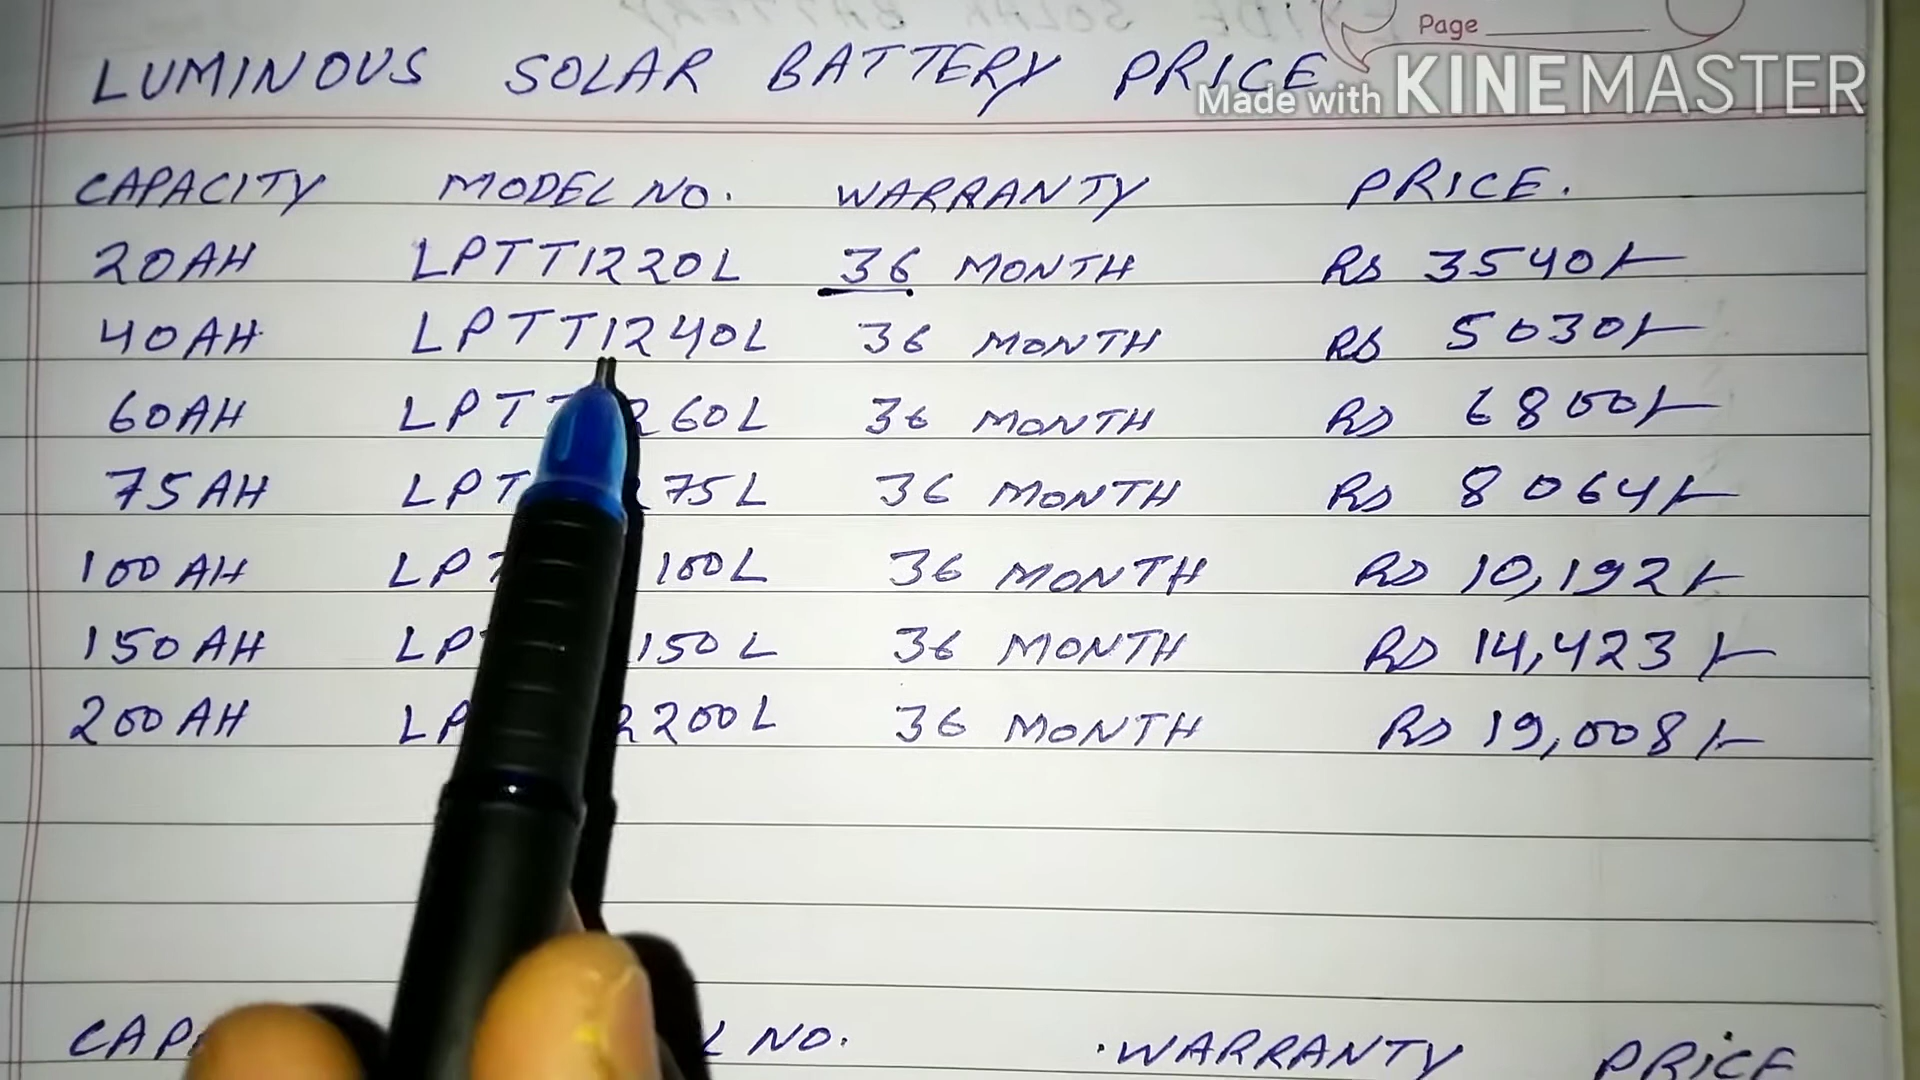 Page
LUMINOUS SOLAR BATTERY PRICE
Made with KINEMASTER
CAPACITY MODEL NO. WARRANTY PRICE.
20AH LPTT1220L 36 MONTH RS 3540/-
40AH LPTT1240L 36 MONTH RS 5030/-
60AH 60L 36 MONTH RS 6800/-
75AH 75L 36 MONTH RS 8064/-
100AH 100L 36 MONTH RS 10,192/-
150AH 150L 36 MONTH RS 14,423/-
200AH 200L 36 MONTH RS 19,008/-
NO. WARRANTY PRICE